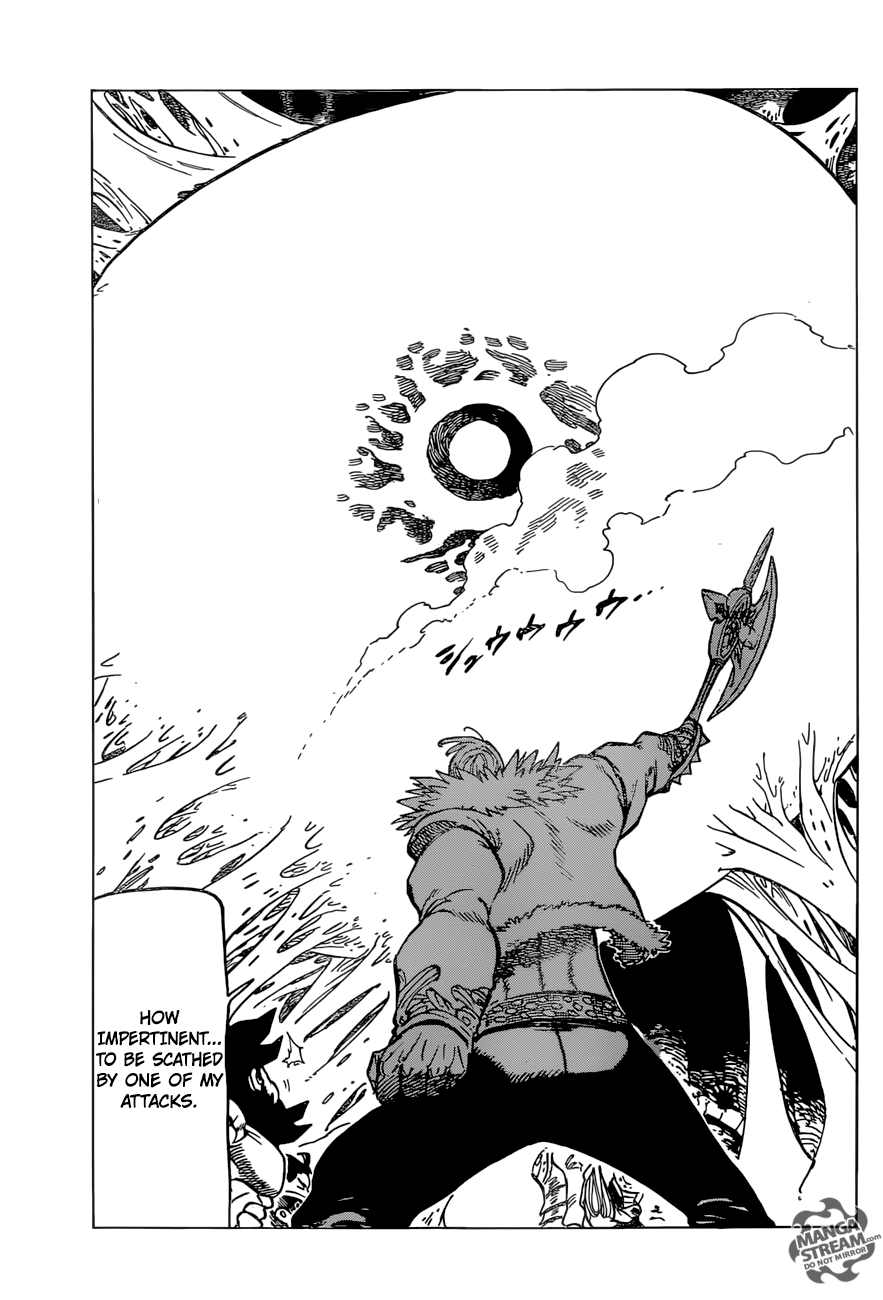 ジュウウウウ…
HOW
IMPERTINENT...
TO BE SCATHED
BY ONE OF MY
ATTACKS.
MANGA
STREAM.com
DO NOT MIRROR